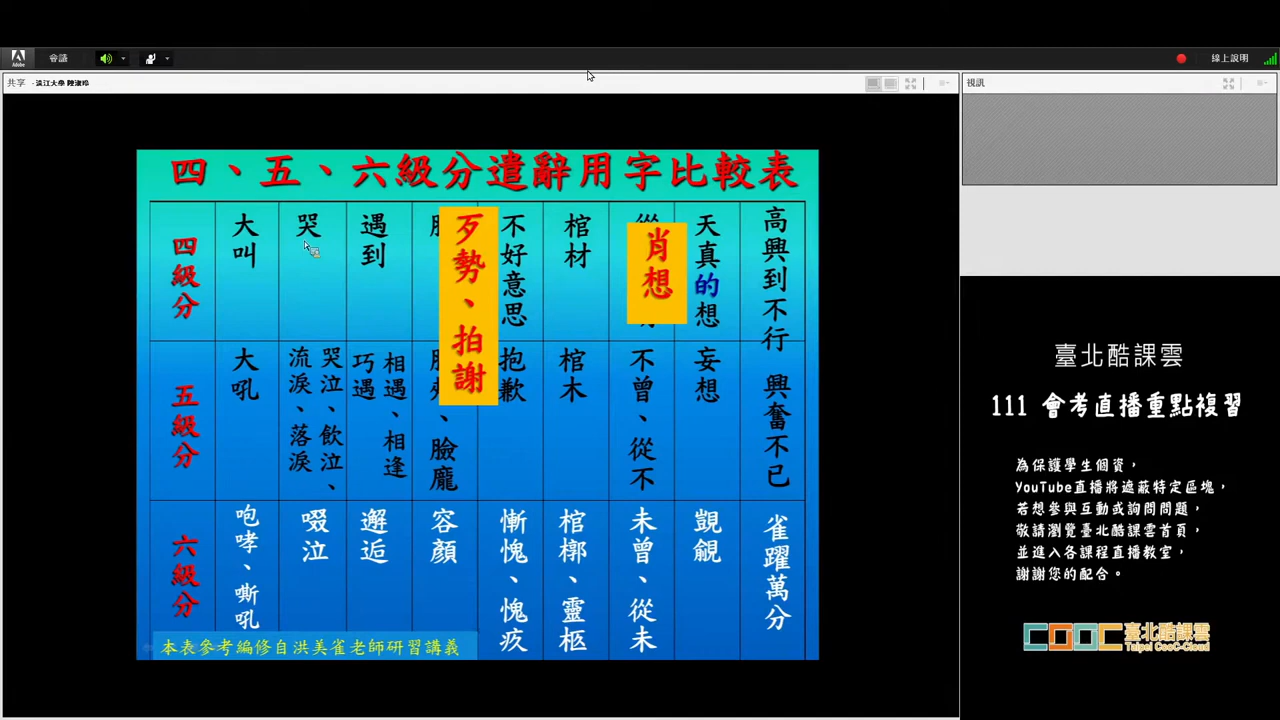 會議
線上說明
共享 - 淡江大學 陳淑玲
視訊
四、五、六級分遣辭用字比較表
四級分
大叫
哭
遇到
歹勢、拍謝
不好意思
棺材
肖想
天真的想
高興到不行
五級分
大吼
哭泣、飲泣、
流淚、落淚
相遇、相逢
巧遇
、臉龐
抱歉
棺木
不曾、從不
妄想
興奮不已
六級分
咆哮、嘶吼
啜泣
邂逅
容顏
慚愧、愧疚
棺槨、靈柩
未曾、從未
覬覦
雀躍萬分
本表參考編修自洪美雀老師研習講義
臺北酷課雲
111 會考直播重點複習
為保護學生個資，
YouTube直播將遮蔽特定區塊，
若想參與互動或詢問問題，
敬請瀏覽臺北酷課雲首頁，
並進入各課程直播教室，
謝謝您的配合。
COOC 臺北酷課雲
Taipei CooC-Cloud